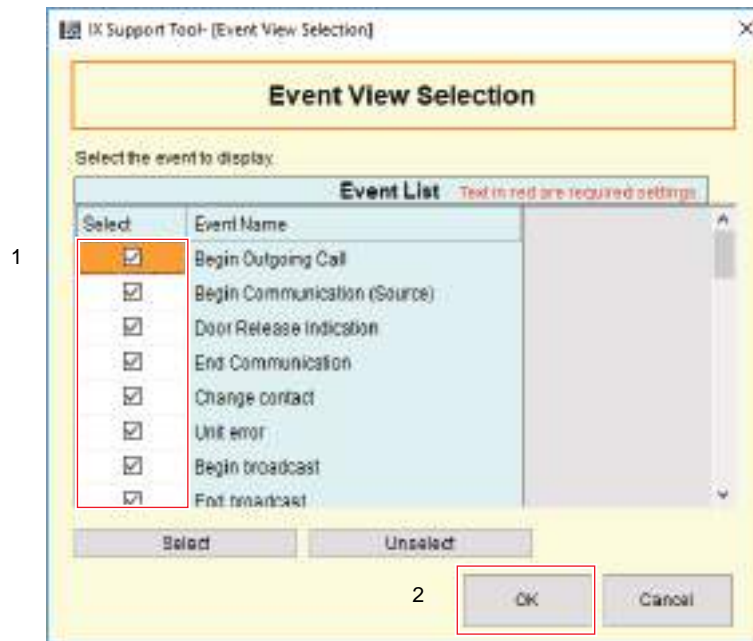 IX Support Tool- [Event View Selection]
Event View Selection
Select the event to display.
Event List Text in red are required settings
Select Event Name
1
Begin Outgoing Call
Begin Communication (Source)
Door Release Indication
End Communication
Change contact
Unit error
Begin broadcast
End broadcast
Select Unselect
2 OK Cancel